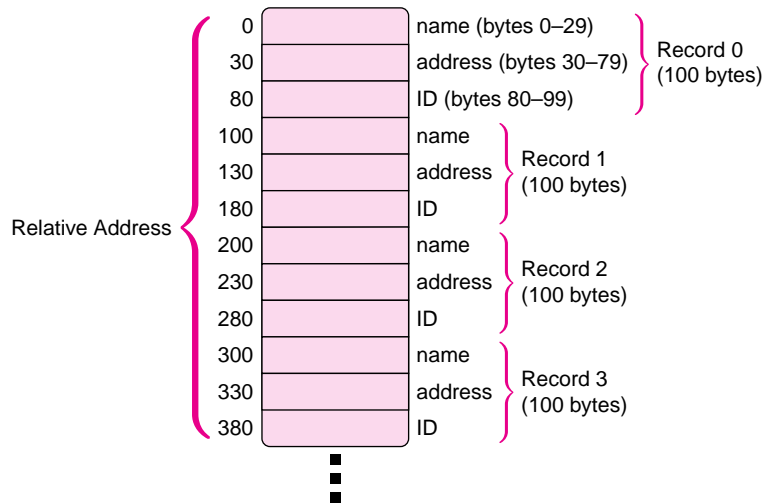 0 name (bytes 0–29)
30 address (bytes 30–79)
80 ID (bytes 80–99)
Record 0
(100 bytes)
100 name
130 address
180 ID
Record 1
(100 bytes)
Relative Address
200 name
230 address
280 ID
Record 2
(100 bytes)
300 name
330 address
380 ID
Record 3
(100 bytes)